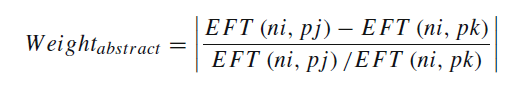 Weight_abstract = | EFT (ni, pj) – EFT (ni, pk) / EFT (ni, pj) /EFT (ni, pk) |